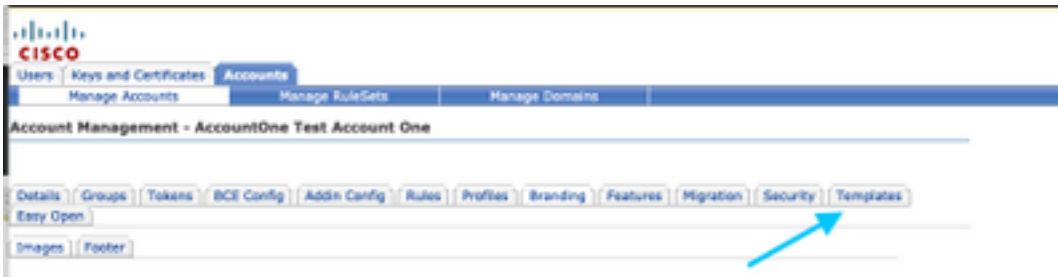 CISCO
Users Keys and Certificates Accounts
Manage Accounts Manage RuleSets Manage Domains
Account Management - AccountOne Test Account One
Details Groups Tokens BCE Config Addin Config Rules Profiles Branding Features Migration Security Templates
Easy Open
Images Footer